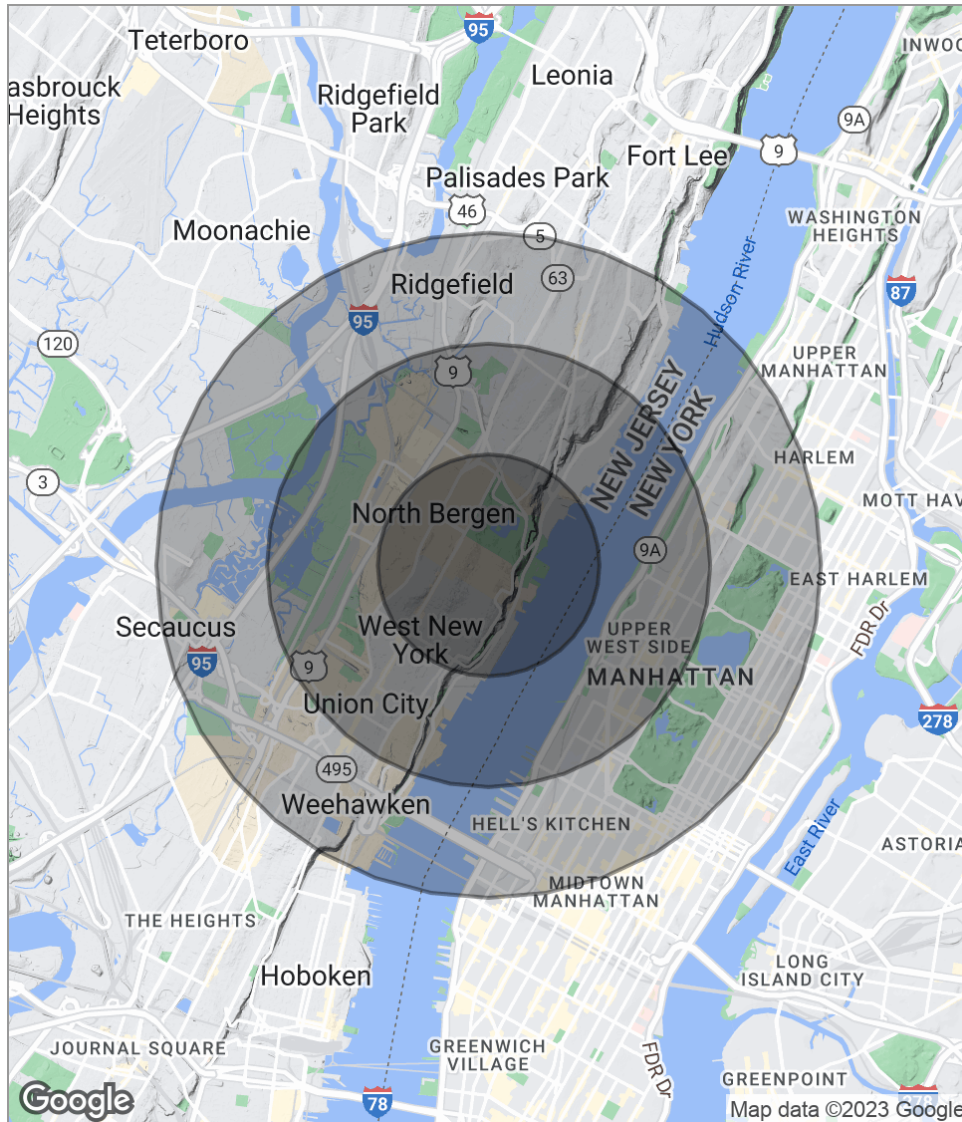 95
Teterboro
INWO
Leonia
asbrouck
Heights
Ridgefield
Park
9A
9
Fort Lee
Palisades Park
46
WASHINGTON
HEIGHTS
Moonachie
5
63
Ridgefield
Hudson River
87
95
120
UPPER
MANHATTAN
9
NEW JERSEY
NEW YORK
HARLEM
3
MOTT HAV
North Bergen
9A
EAST HARLEM
Secaucus
West New
York
UPPER
WEST SIDE
FDR Dr
95
9
MANHATTAN
Union City
278
495
Weehawken
HELL'S KITCHEN
East River
ASTORIA
MIDTOWN
MANHATTAN
THE HEIGHTS
Hoboken
LONG
ISLAND CITY
JOURNAL SQUARE
GREENWICH
VILLAGE
FDR Dr
GREENPOINT
Google
78
278
Map data ©2023 Google